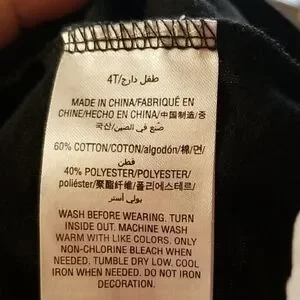 4T/طفل دارج
MADE IN CHINA/FABRIQUÉ EN
CHINE/HECHO EN CHINA/中国制造/중
국산/صنع في الصين
60% COTTON/COTON/algodón/棉/면/
قطن
40% POLYESTER/POLYESTER/
poliéster/聚酯纤维/폴리에스테르/
بولي أستر
WASH BEFORE WEARING. TURN
INSIDE OUT. MACHINE WASH
WARM WITH LIKE COLORS. ONLY
NON-CHLORINE BLEACH WHEN
NEEDED. TUMBLE DRY LOW. COOL
IRON WHEN NEEDED. DO NOT IRON
DECORATION.